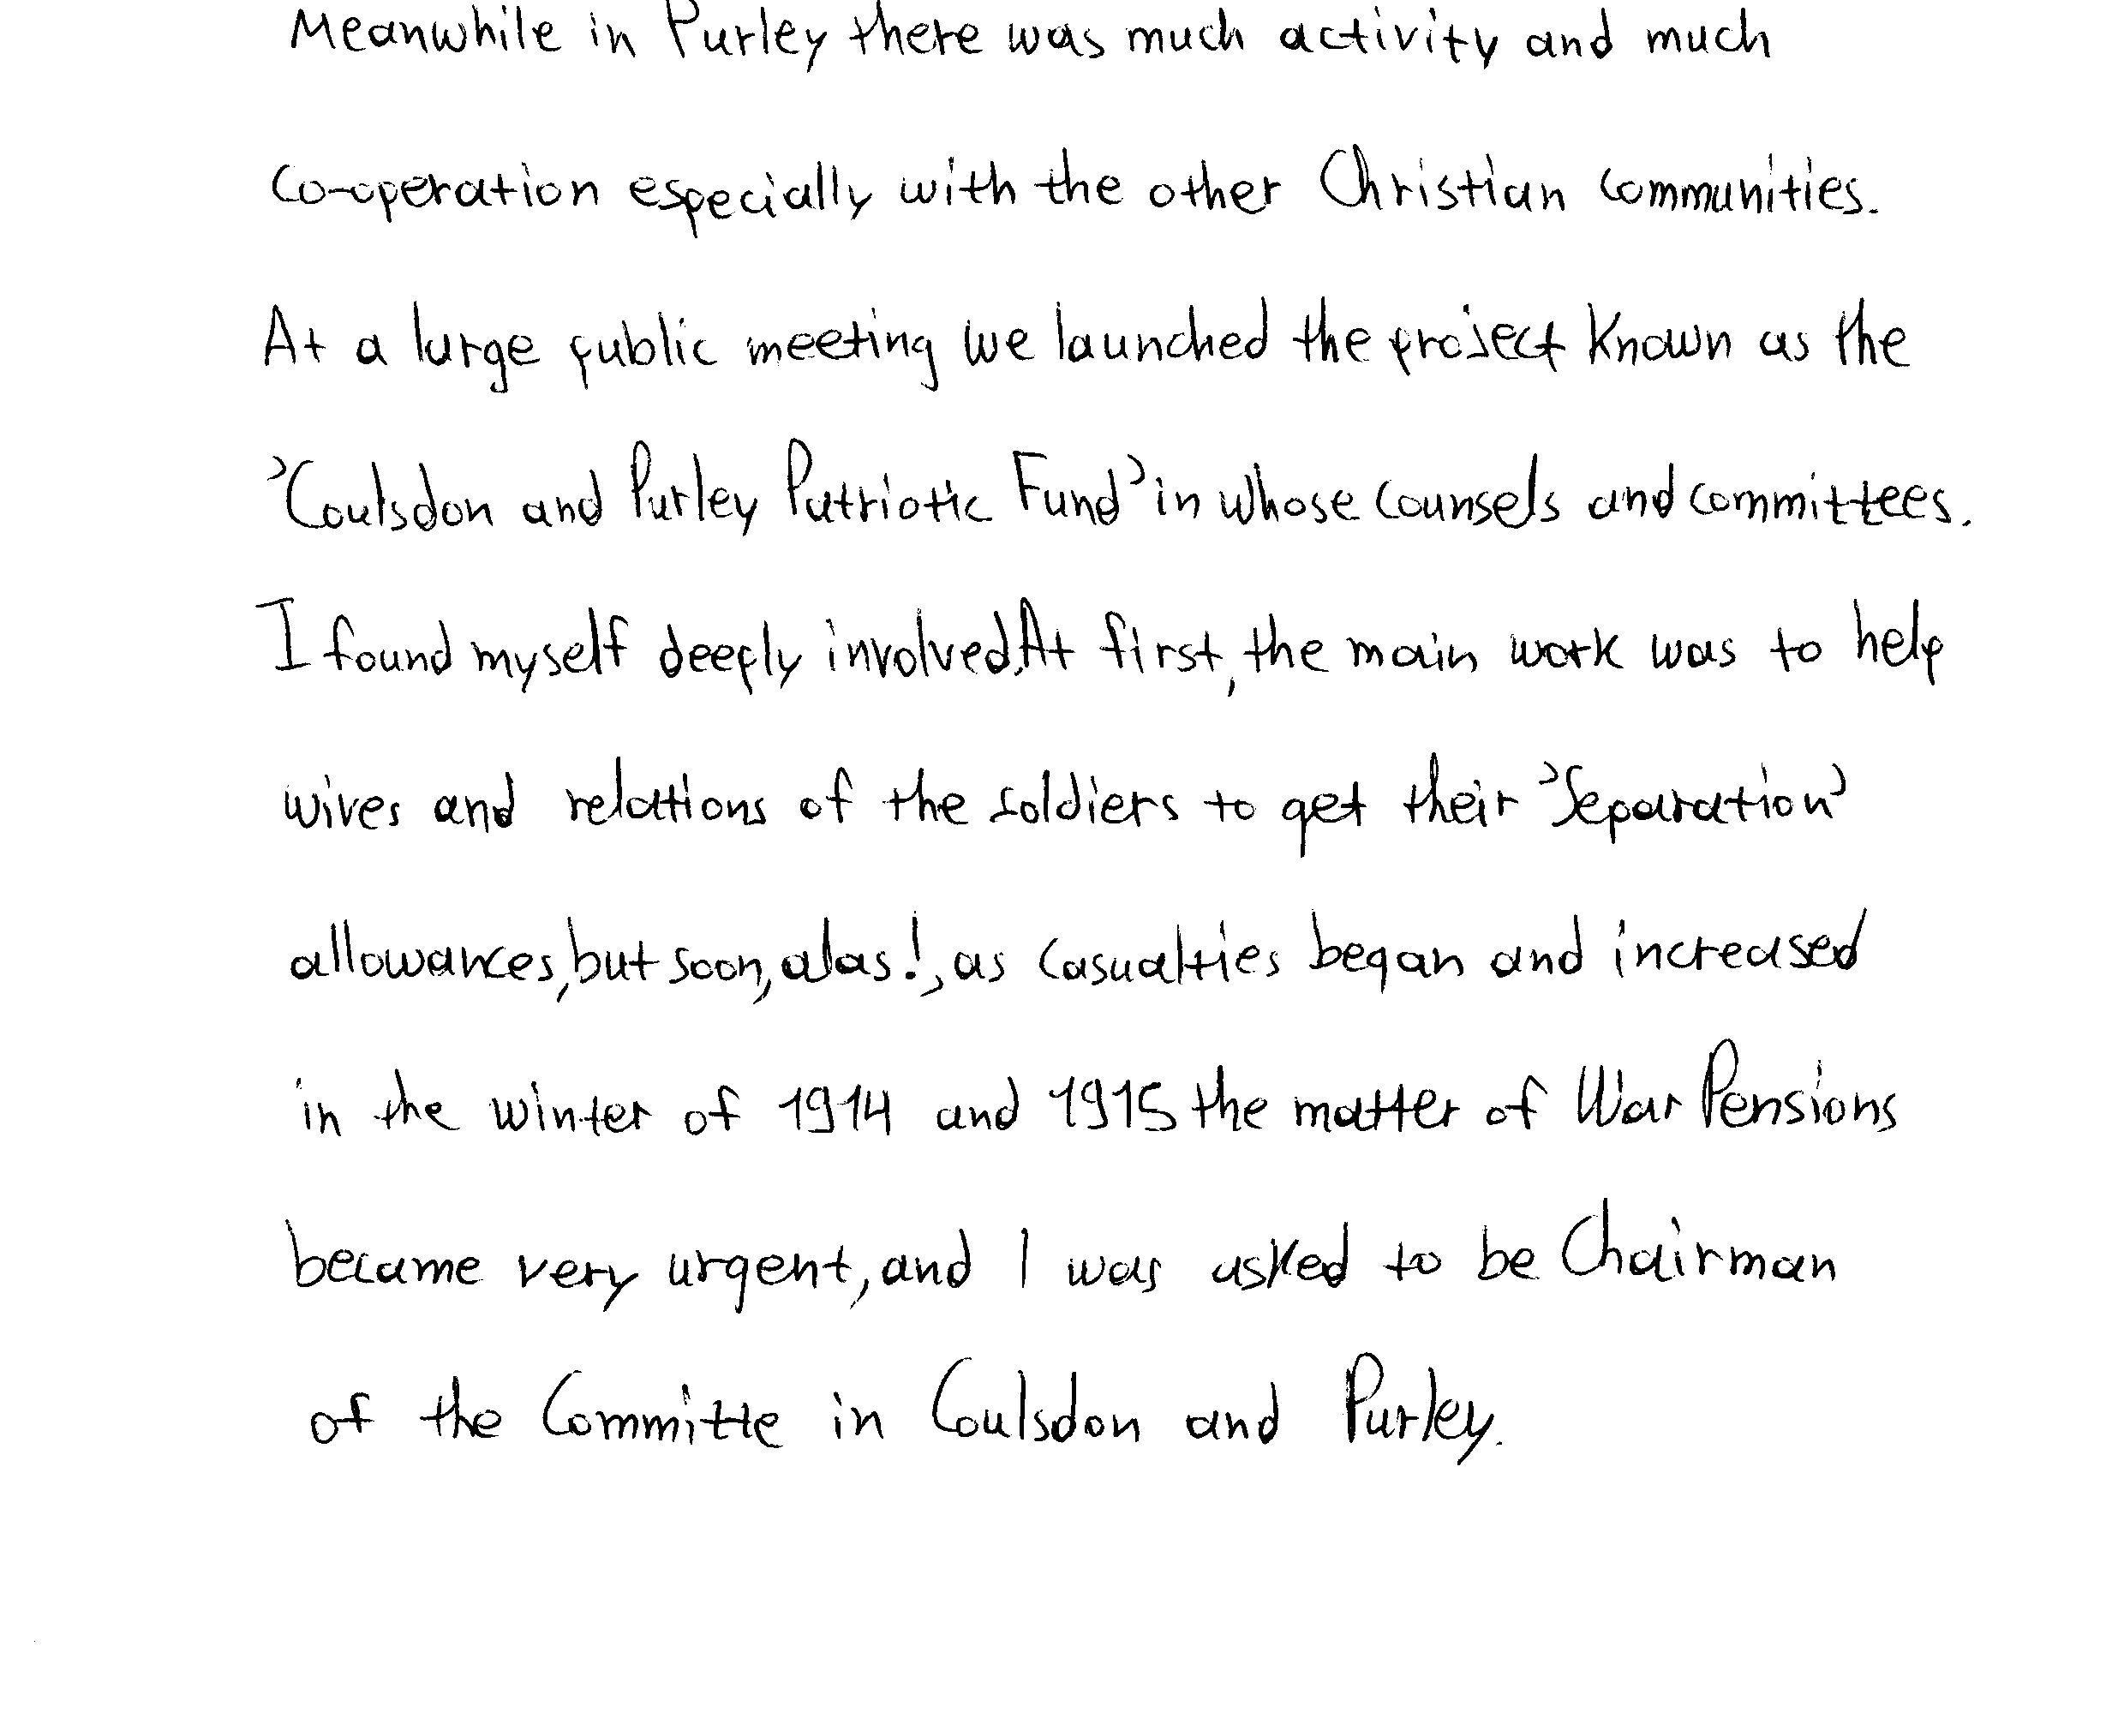 Meanwhile in Purley there was much activity and much
co-operation especially with the other Christian communities.
At a large public meeting we launched the project known as the
'Coulsdon and Purley Patriotic Fund' in whose counsels and committees.
I found myself deeply involved. At first, the main work was to help
wives and relations of the soldiers to get their 'Separation'
allowances, but soon, alas!, as casualties began and increased
in the winter of 1914 and 1915 the matter of War Pensions
became very urgent, and I was asked to be Chairman
of the Committe in Coulsdon and Purley.